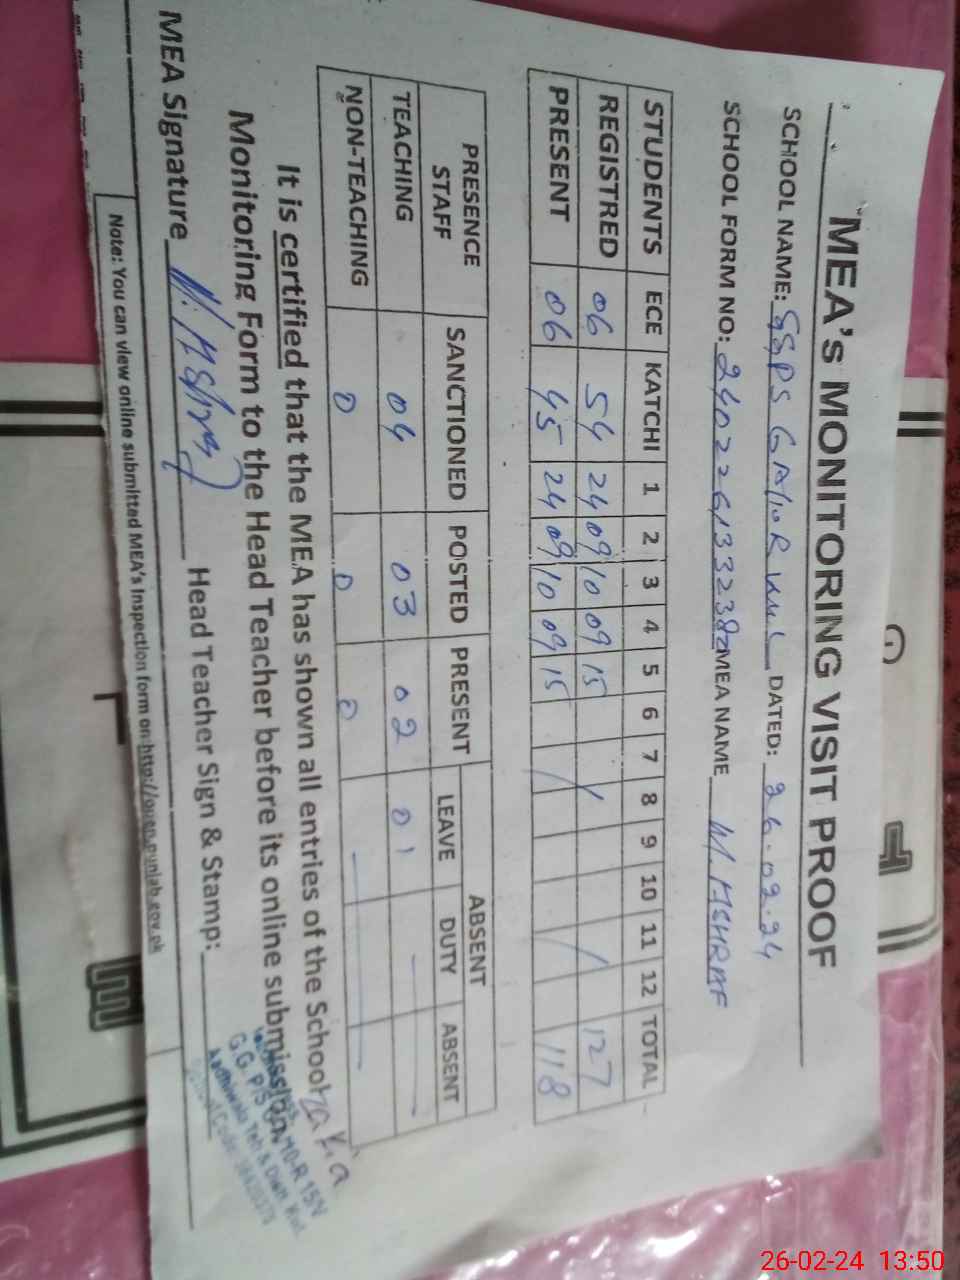 MEA's MONITORING VISIT PROOF
SCHOOL NAME: DATED: 26-02-24
SCHOOL FORM NO: MEA NAME M. ASHRAF
STUDENTS ECE KATCHI 1 2 3 4 5 6 7 8 9 10 11 12 TOTAL
REGISTRED 06 54 24 09 10 09 15 127
PRESENT 06 45 24 09 10 09 15 118
PRESENCE STAFF SANCTIONED POSTED PRESENT ABSENT
LEAVE DUTY ABSENT
TEACHING 04 03 02 01 —
NON-TEACHING 0 0 0 — —
It is certified that the MEA has shown all entries of the School
Monitoring Form to the Head Teacher before its online submission.
MEA Signature Head Teacher Sign & Stamp:
G.G. P/S
Note: You can view online submitted MEA's Inspection form on http://open.punjab.gov.pk
26-02-24 13:50